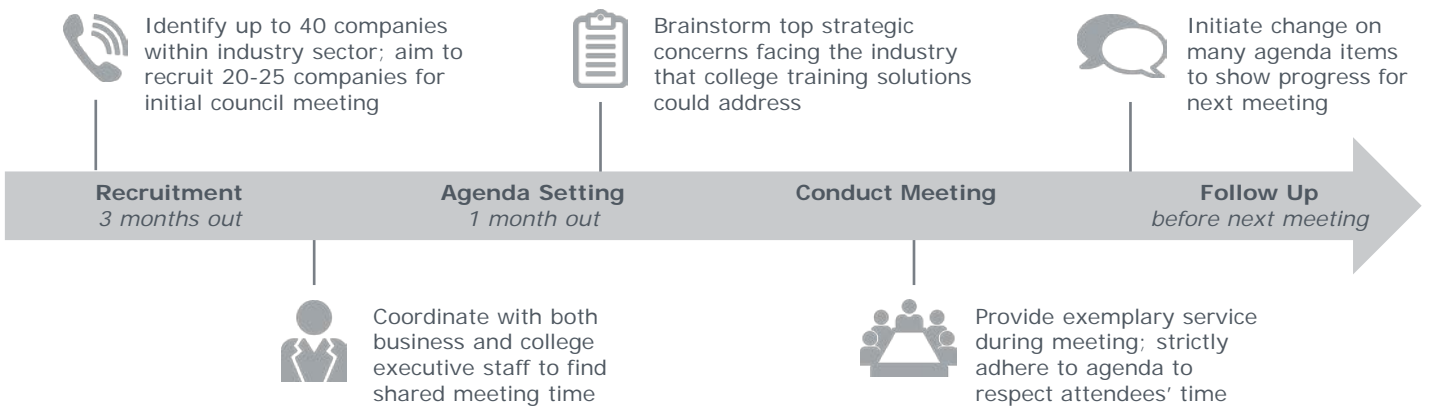 Identify up to 40 companies
within industry sector; aim to
recruit 20-25 companies for
initial council meeting
Brainstorm top strategic
concerns facing the industry
that college training solutions
could address
Initiate change on
many agenda items
to show progress for
next meeting
Recruitment
3 months out
Agenda Setting
1 month out
Conduct Meeting
Follow Up
before next meeting
Coordinate with both
business and college
executive staff to find
shared meeting time
Provide exemplary service
during meeting; strictly
adhere to agenda to
respect attendees' time